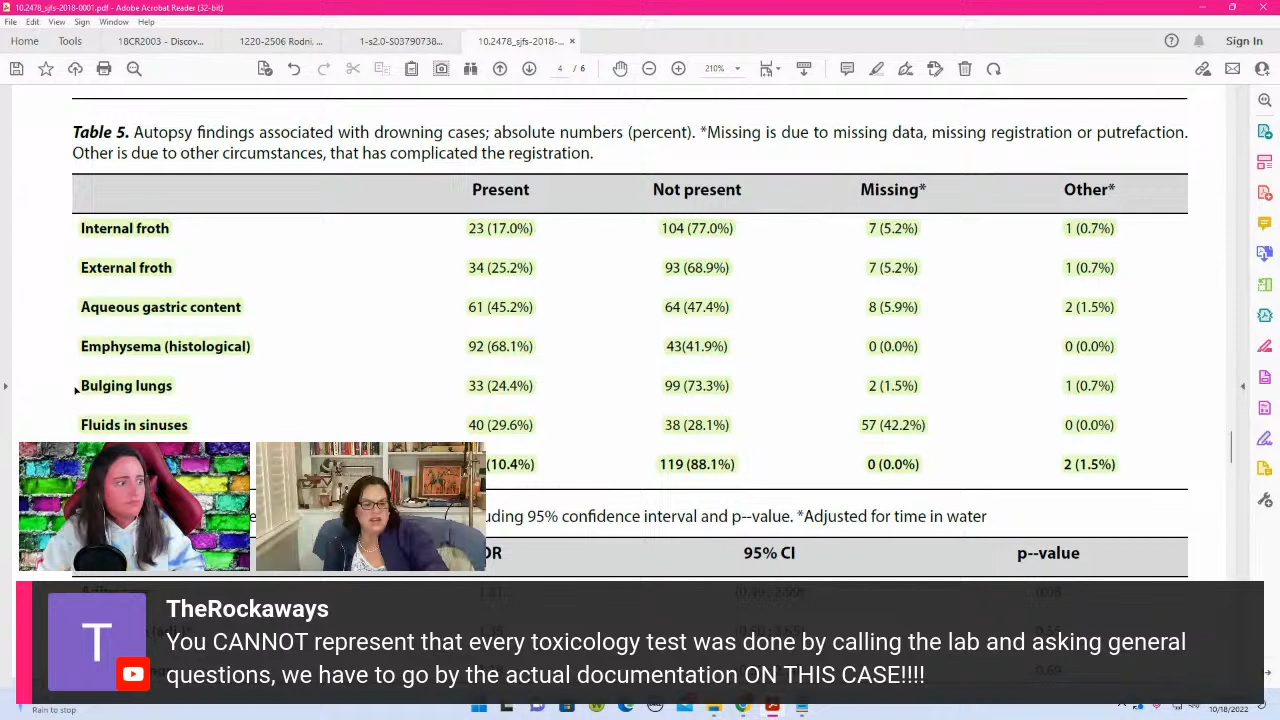 10.2478_sjfs-2018-0001.pdf - Adobe Acrobat Reader (32-bit)
File Edit View Sign Window Help
Home Tools 18CR2003 - Discov... 1220-2506 Rodni. ... 1-s2.0-S03790738... 10.2478_sjfs-2018-... × Sign In
4 / 6 210%
Table 5. Autopsy findings associated with drowning cases; absolute numbers (percent). *Missing is due to missing data, missing registration or putrefaction.
Other is due to other circumstances, that has complicated the registration.
Present Not present Missing* Other*
Internal froth 23 (17.0%) 104 (77.0%) 7 (5.2%) 1 (0.7%)
External froth 34 (25.2%) 93 (68.9%) 7 (5.2%) 1 (0.7%)
Aqueous gastric content 61 (45.2%) 64 (47.4%) 8 (5.9%) 2 (1.5%)
Emphysema (histological) 92 (68.1%) 43(41.9%) 0 (0.0%) 0 (0.0%)
Bulging lungs 33 (24.4%) 99 (73.3%) 2 (1.5%) 1 (0.7%)
Fluids in sinuses 40 (29.6%) 38 (28.1%) 57 (42.2%) 0 (0.0%)
(10.4%) 119 (88.1%) 0 (0.0%) 2 (1.5%)
uding 95% confidence interval and p--value. *Adjusted for time in water
OR 95% CI p--value
0.08
T
TheRockaways
You CANNOT represent that every toxicology test was done by calling the lab and asking general
questions, we have to go by the actual documentation ON THIS CASE!!!!
0.69
Rain to stop 10/18/2022